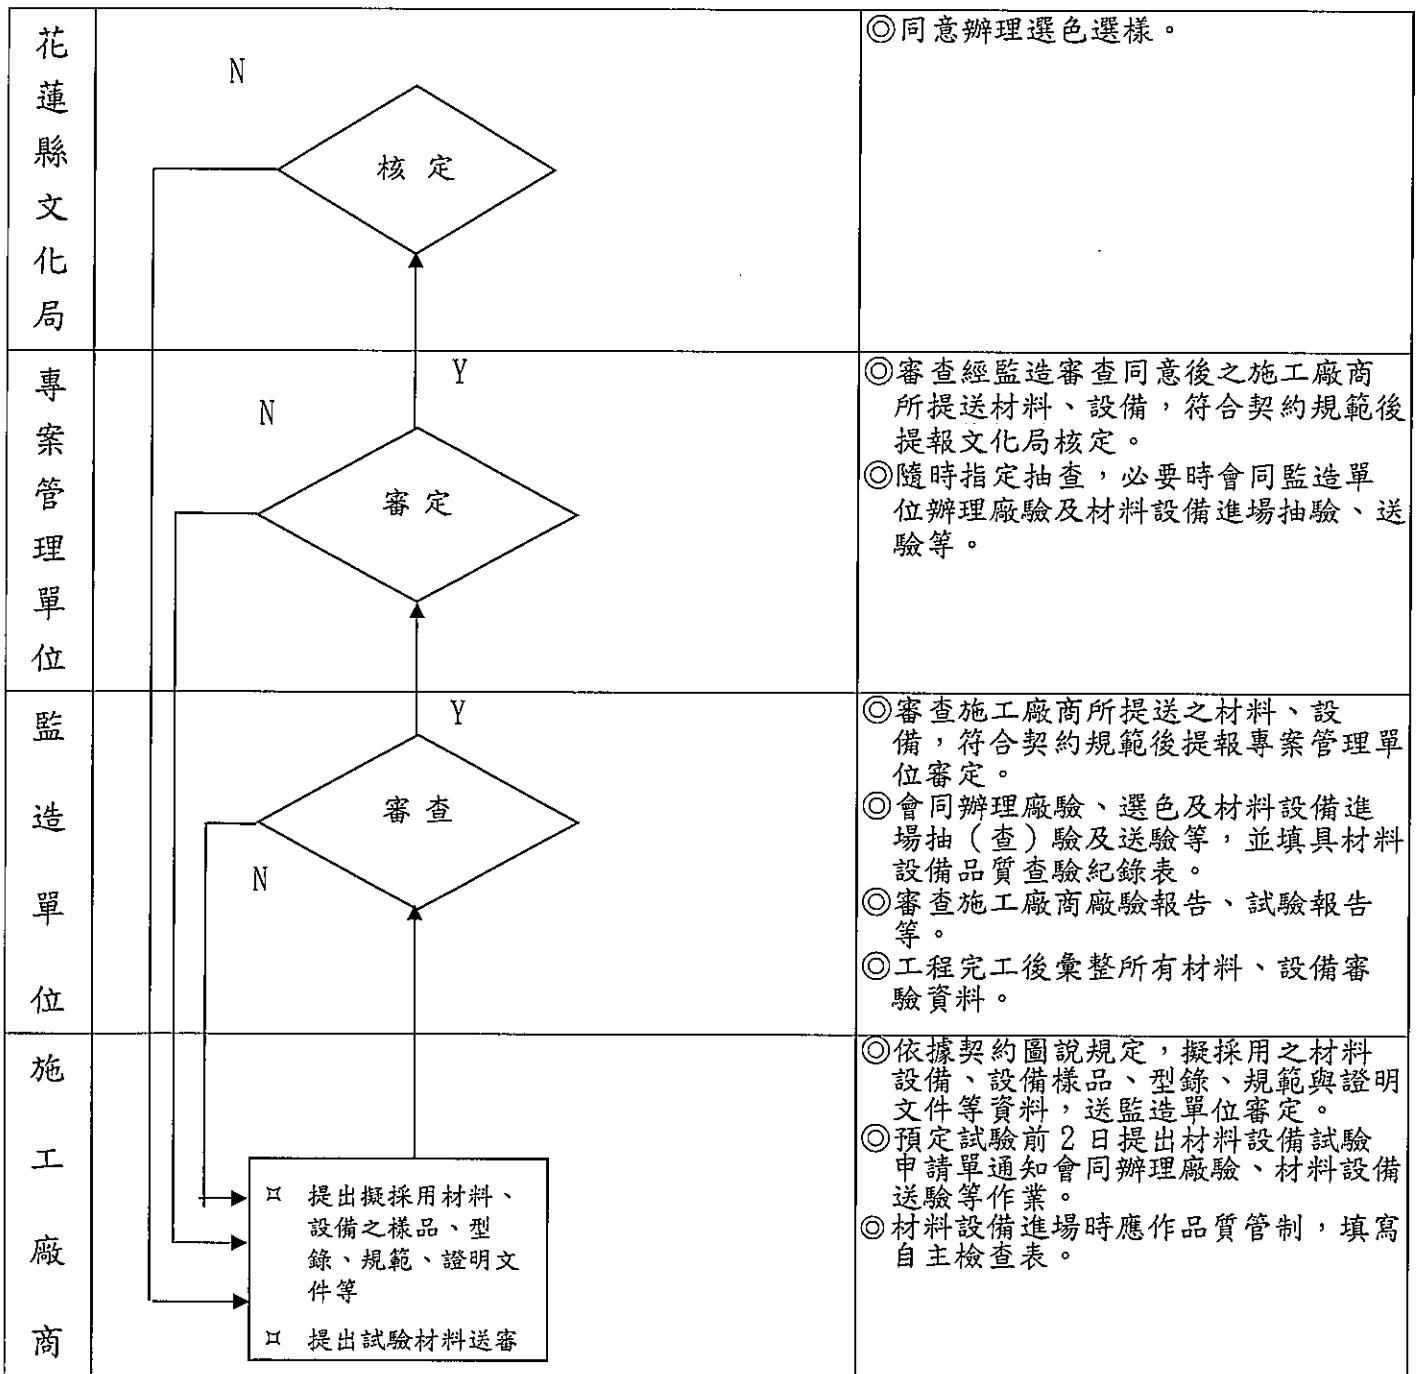 花蓮縣文化局
N
核定
◎同意辦理選色選樣。
專案管理單位
Y
N
審定
◎審查經監造審查同意後之施工廠商
所提送材料、設備，符合契約規範後
提報文化局核定。
◎隨時指定抽查，必要時會同監造單
位辦理廠驗及材料設備進場抽驗、送
驗等。
監造單位
Y
審查
N
◎審查施工廠商所提送之材料、設
備，符合契約規範後提報專案管理單
位審定。
◎會同辦理廠驗、選色及材料設備進
場抽（查）驗及送驗等，並填具材料
設備品質查驗紀錄表。
◎審查施工廠商廠驗報告、試驗報告
等。
◎工程完工後彙整所有材料、設備審
驗資料。
施工廠商
¤ 提出擬採用材料、
設備之樣品、型
錄、規範、證明文
件等
¤ 提出試驗材料送審
◎依據契約圖說規定，擬採用之材料
設備、設備樣品、型錄、規範與證明
文件等資料，送監造單位審定。
◎預定試驗前2日提出材料設備試驗
申請單通知會同辦理廠驗、材料設備
送驗等作業。
◎材料設備進場時應作品質管制，填寫
自主檢查表。